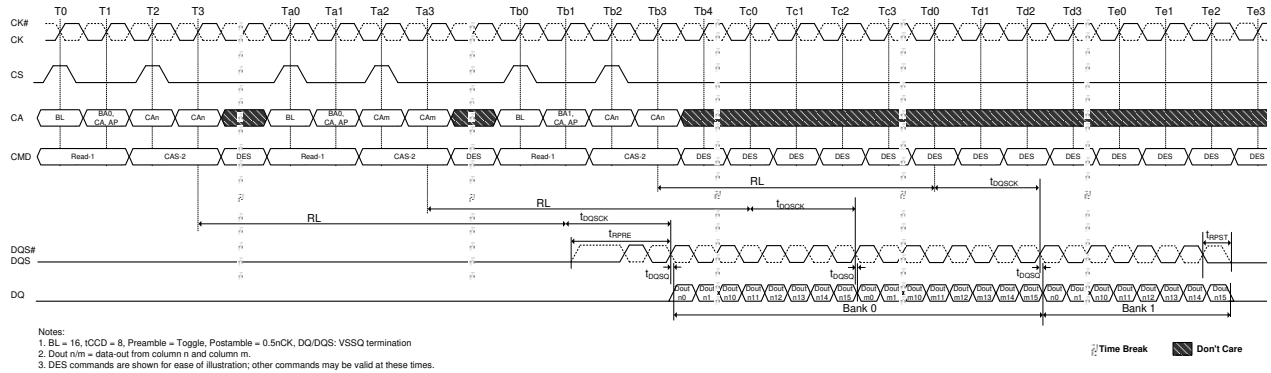 T0 T1 T2 T3 Ta0 Ta1 Ta2 Ta3 Tb0 Tb1 Tb2 Tb3 Tb4 Tc0 Tc1 Tc2 Tc3 Td0 Td1 Td2 Td3 Te0 Te1 Te2 Te3
CK#
CK
CS
CA BL BA0, CA, AP CAn CAn BL BA0, CA, AP CAm CAm BL BA1, CA, AP CAn CAn
CMD Read-1 CAS-2 DES Read-1 CAS-2 DES Read-1 CAS-2 DES DES DES DES DES DES DES DES DES DES DES DES DES
RL tDQSCK
RL tDQSCK
RL tDQSCK
tRPRE tRPST
DQS#
DQS
tDQSQ tDQSQ tDQSQ
DQ Dout n0 Dout n1 Dout n10 Dout n11 Dout n12 Dout n13 Dout n14 Dout n15 Dout m0 Dout m1 Dout m10 Dout m11 Dout m12 Dout m13 Dout m14 Dout m15 Dout n0 Dout n1 Dout n10 Dout n11 Dout n12 Dout n13 Dout n14 Dout n15
Bank 0 Bank 1
Notes:
1. BL = 16, tCCD = 8, Preamble = Toggle, Postamble = 0.5nCK, DQ/DQS: VSSQ termination
2. Dout n/m = data-out from column n and column m.
3. DES commands are shown for ease of illustration; other commands may be valid at these times.
Time Break Don't Care